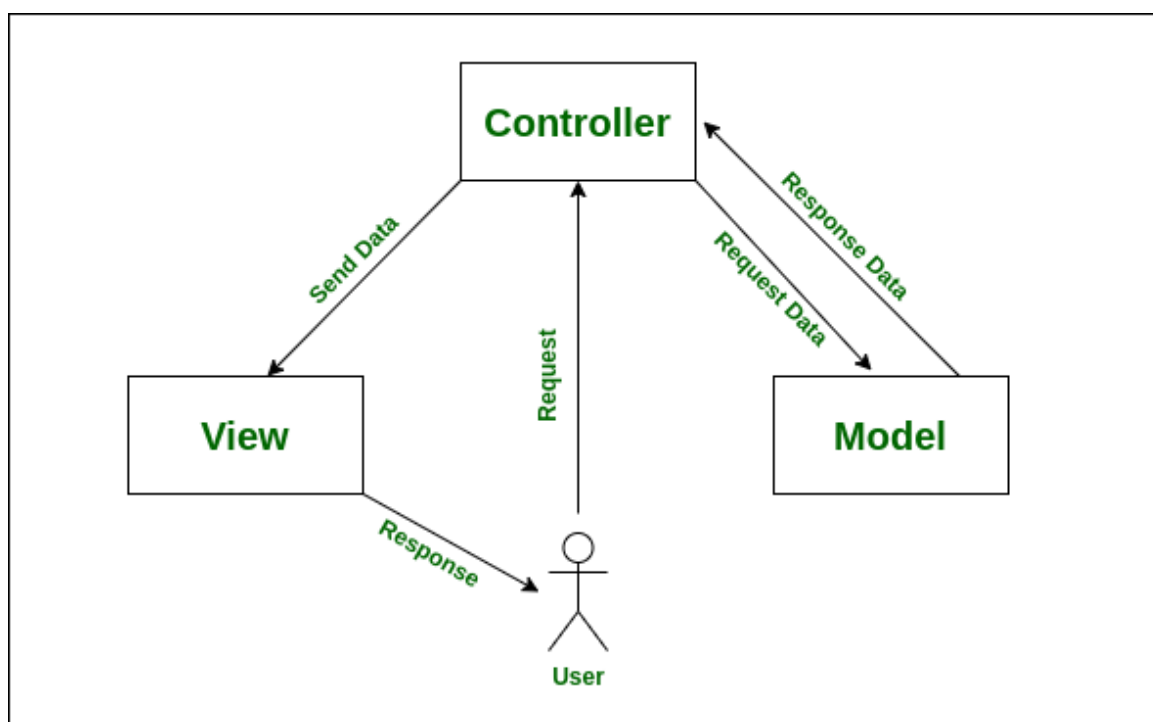 Controller
Send Data
Request
Request Data
Response Data
View
Model
Response
User